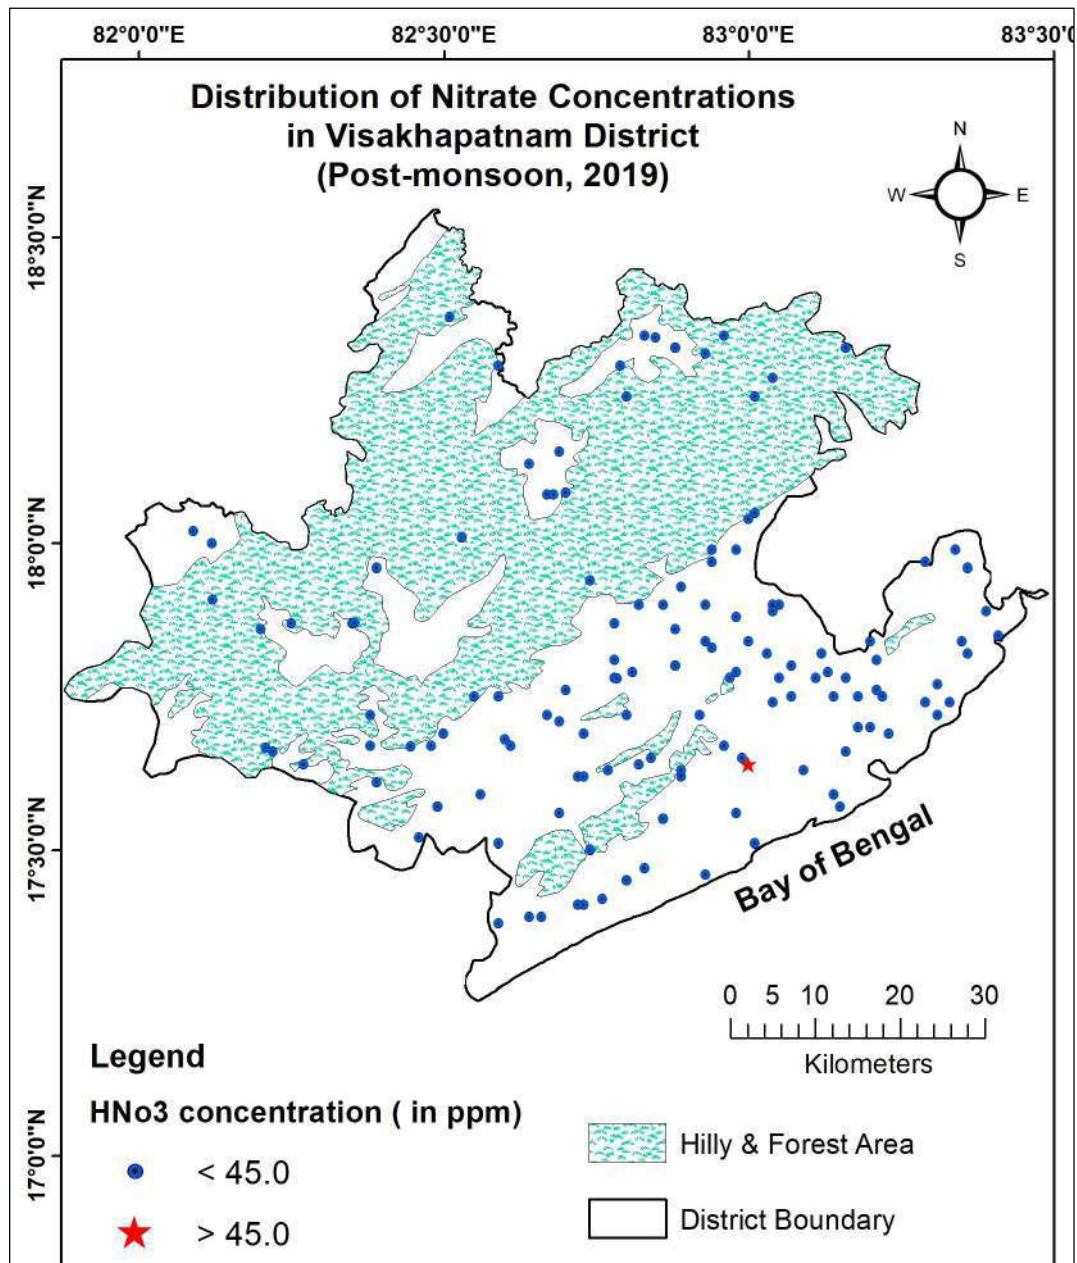 82°0'0"E 82°30'0"E 83°0'0"E 83°30'0
Distribution of Nitrate Concentrations
in Visakhapatnam District
(Post-monsoon, 2019)
N
W E
S
18°30'0"N
18°0'0"N
17°30'0"N
17°0'0"N
Bay of Bengal
0 5 10 20 30
Kilometers
Legend
HNo3 concentration ( in ppm)
< 45.0
> 45.0
Hilly & Forest Area
District Boundary